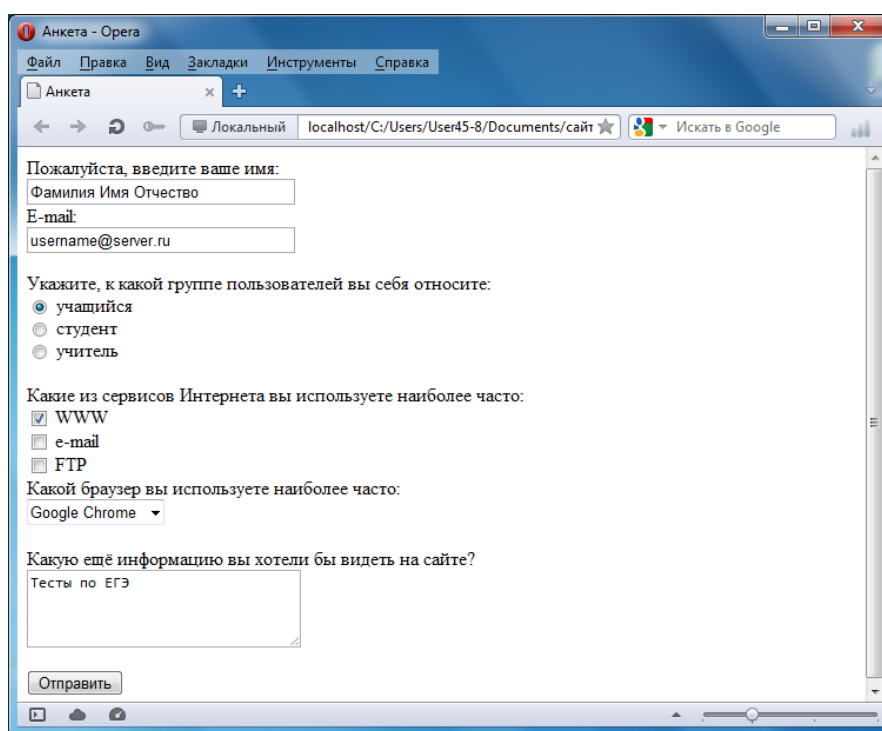 Анкета - Opera
Файл Правка Вид Закладки Инструменты Справка
Анкета
Локальный localhost/C:/Users/User45-8/Documents/сайт Искать в Google
Пожалуйста, введите ваше имя:
Фамилия Имя Отчество
E-mail:
username@server.ru
Укажите, к какой группе пользователей вы себя относите:
учащийся
студент
учитель
Какие из сервисов Интернета вы используете наиболее часто:
WWW
e-mail
FTP
Какой браузер вы используете наиболее часто:
Google Chrome
Какую ещё информацию вы хотели бы видеть на сайте?
Тесты по ЕГЭ
Отправить